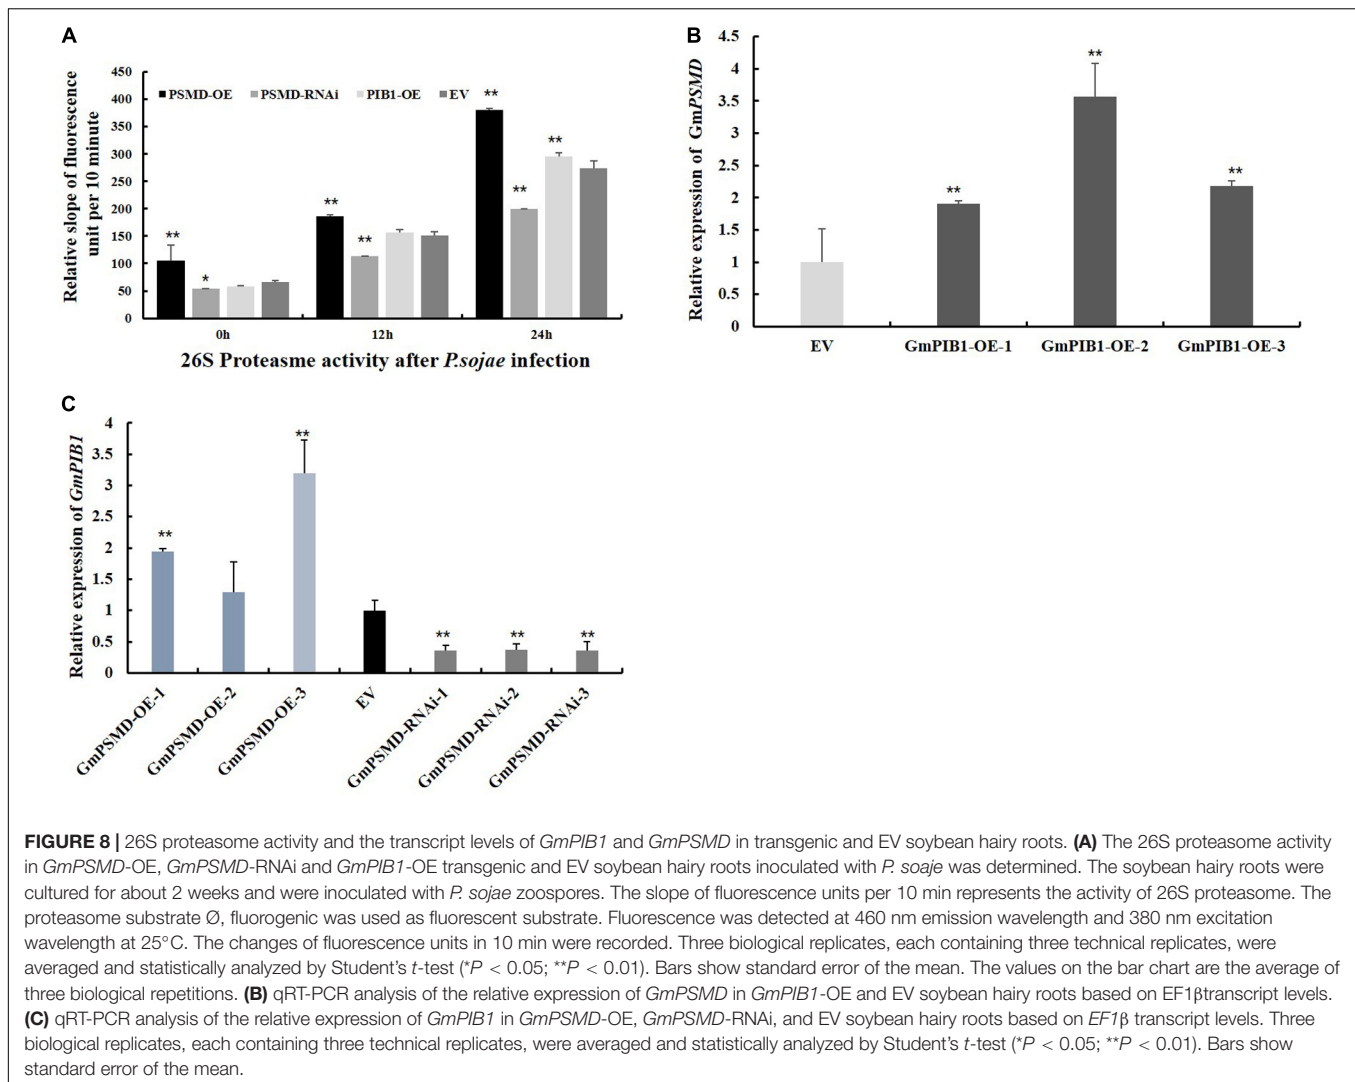 A
450
400
350
300
250
200
150
100
50
0
Relative slope of fluorescence
unit per 10 minute
PSMD-OE PSMD-RNAi PIB1-OE EV
**
*
**
**
**
**
**
0h 12h 24h
26S Proteasme activity after P.sojae infection
B
4.5
4
3.5
3
2.5
2
1.5
1
0.5
0
Relative expression of GmPSMD
**
**
**
EV GmPIB1-OE-1 GmPIB1-OE-2 GmPIB1-OE-3
C
4
3.5
3
2.5
2
1.5
1
0.5
0
Relative expression of GmPIB1
**
**
**
**
**
GmPSMD-OE-1
GmPSMD-OE-2
GmPSMD-OE-3
EV
GmPSMD-RNAi-1
GmPSMD-RNAi-2
GmPSMD-RNAi-3
FIGURE 8 | 26S proteasome activity and the transcript levels of GmPIB1 and GmPSMD in transgenic and EV soybean hairy roots. (A) The 26S proteasome activity
in GmPSMD-OE, GmPSMD-RNAi and GmPIB1-OE transgenic and EV soybean hairy roots inoculated with P. soaje was determined. The soybean hairy roots were
cultured for about 2 weeks and were inoculated with P. sojae zoospores. The slope of fluorescence units per 10 min represents the activity of 26S proteasome. The
proteasome substrate Ø, fluorogenic was used as fluorescent substrate. Fluorescence was detected at 460 nm emission wavelength and 380 nm excitation
wavelength at 25°C. The changes of fluorescence units in 10 min were recorded. Three biological replicates, each containing three technical replicates, were
averaged and statistically analyzed by Student's t-test (*P < 0.05; **P < 0.01). Bars show standard error of the mean. The values on the bar chart are the average of
three biological repetitions. (B) qRT-PCR analysis of the relative expression of GmPSMD in GmPIB1-OE and EV soybean hairy roots based on EF1βtranscript levels.
(C) qRT-PCR analysis of the relative expression of GmPIB1 in GmPSMD-OE, GmPSMD-RNAi, and EV soybean hairy roots based on EF1β transcript levels. Three
biological replicates, each containing three technical replicates, were averaged and statistically analyzed by Student's t-test (*P < 0.05; **P < 0.01). Bars show
standard error of the mean.